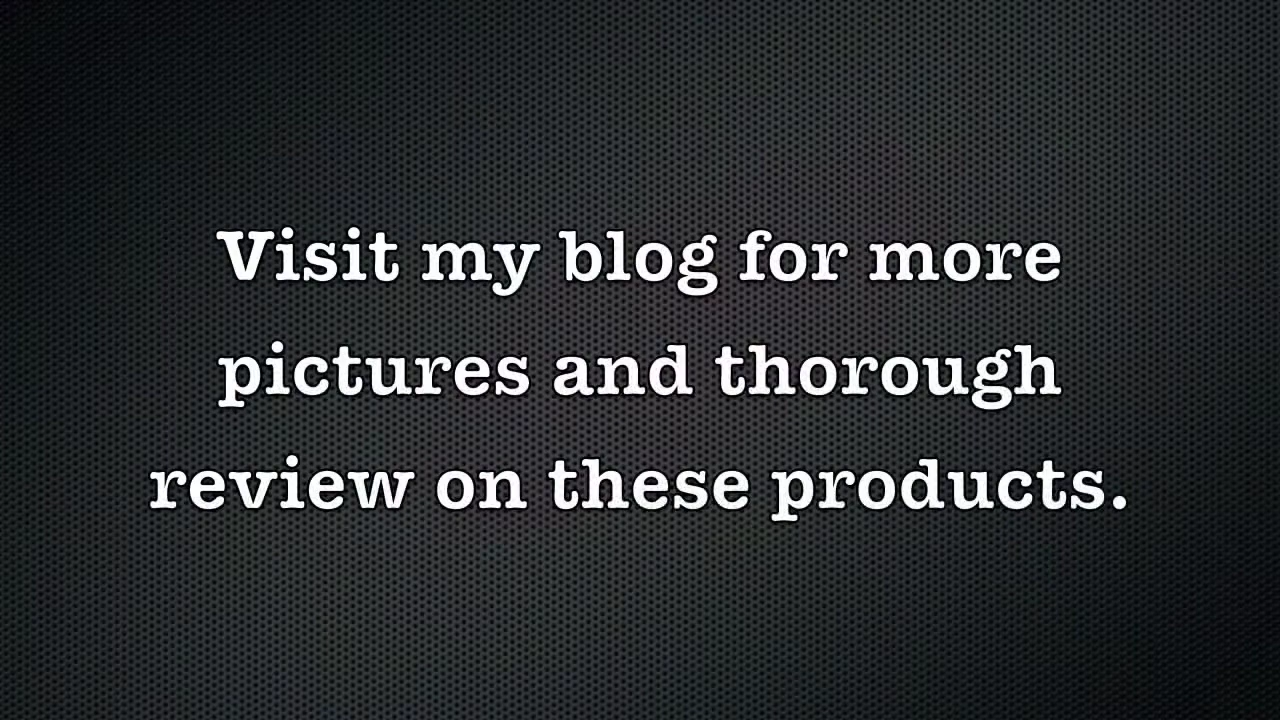 Visit my blog for more
pictures and thorough
review on these products.